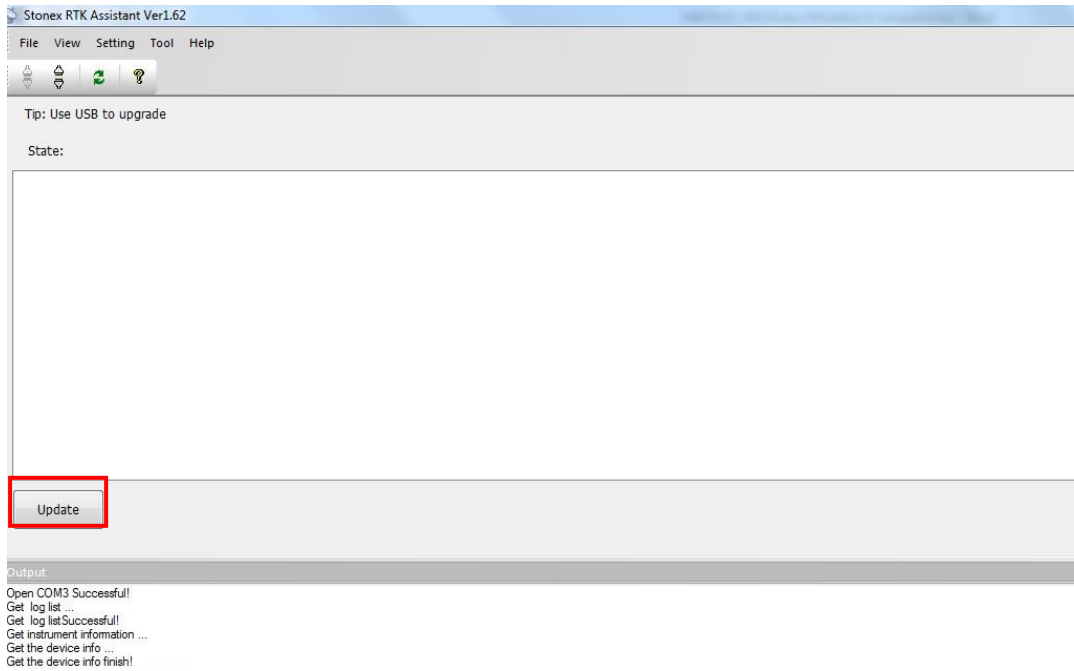 Stonex RTK Assistant Ver1.62
File View Setting Tool Help
Tip: Use USB to upgrade
State:
Update
Output
Open COM3 Successful!
Get log list ...
Get log listSuccessful!
Get instrument information ...
Get the device info ...
Get the device info finish!